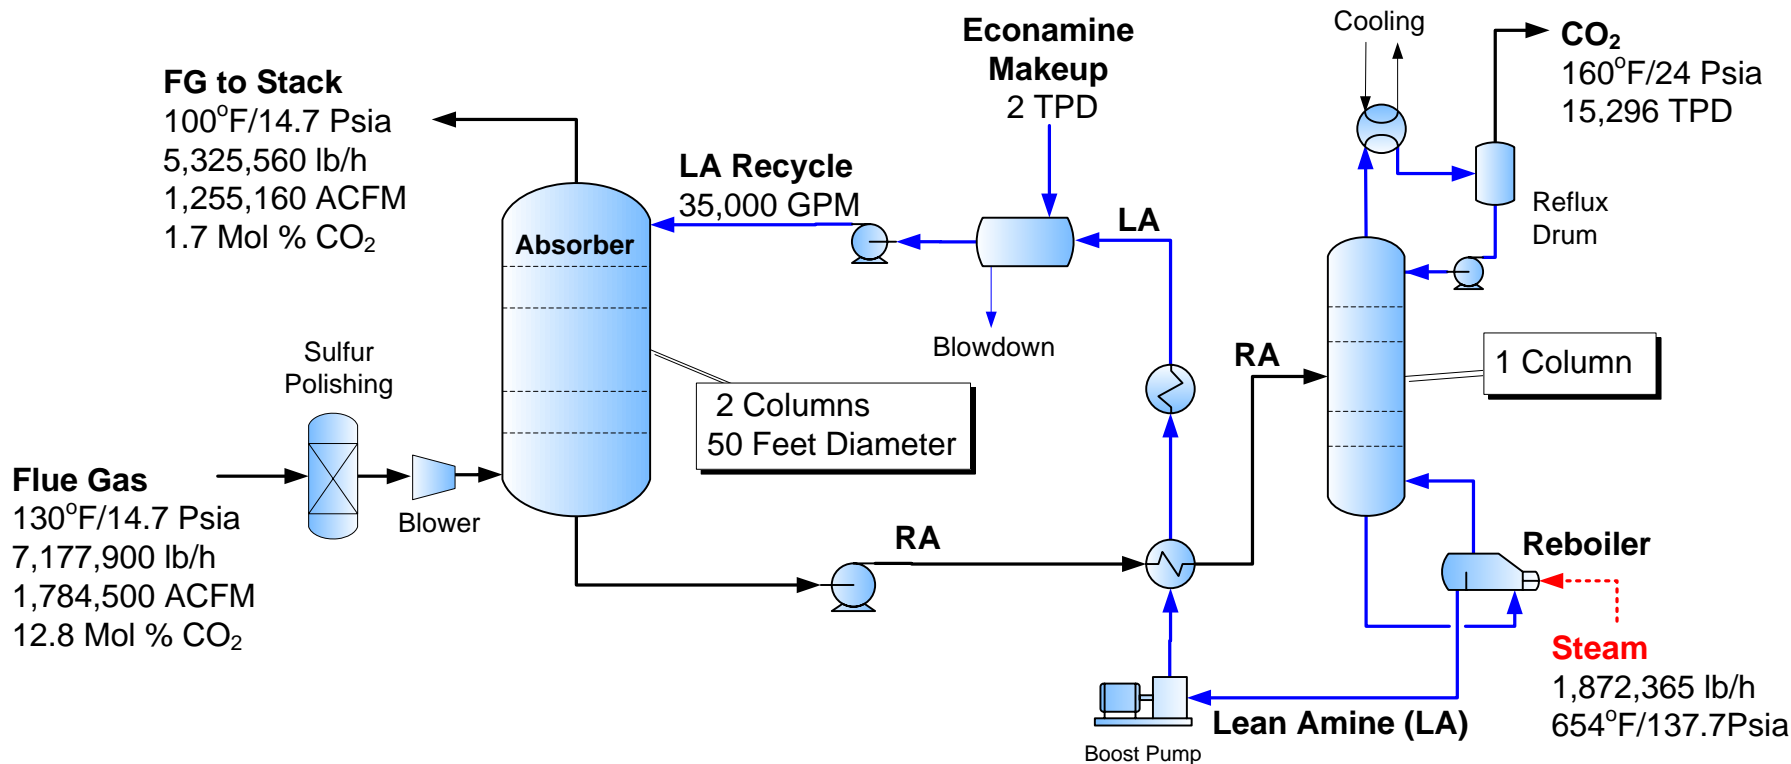 FG to Stack
100°F/14.7 Psia
5,325,560 lb/h
1,255,160 ACFM
1.7 Mol % CO₂
Econamine
Makeup
2 TPD
Cooling
CO₂
160°F/24 Psia
15,296 TPD
LA Recycle
35,000 GPM
LA
Reflux
Drum
Absorber
Blowdown
RA
1 Column
Sulfur
Polishing
2 Columns
50 Feet Diameter
Flue Gas
130°F/14.7 Psia
7,177,900 lb/h
1,784,500 ACFM
12.8 Mol % CO₂
Blower
RA
Reboiler
Steam
1,872,365 lb/h
654°F/137.7Psia
Lean Amine (LA)
Boost Pump